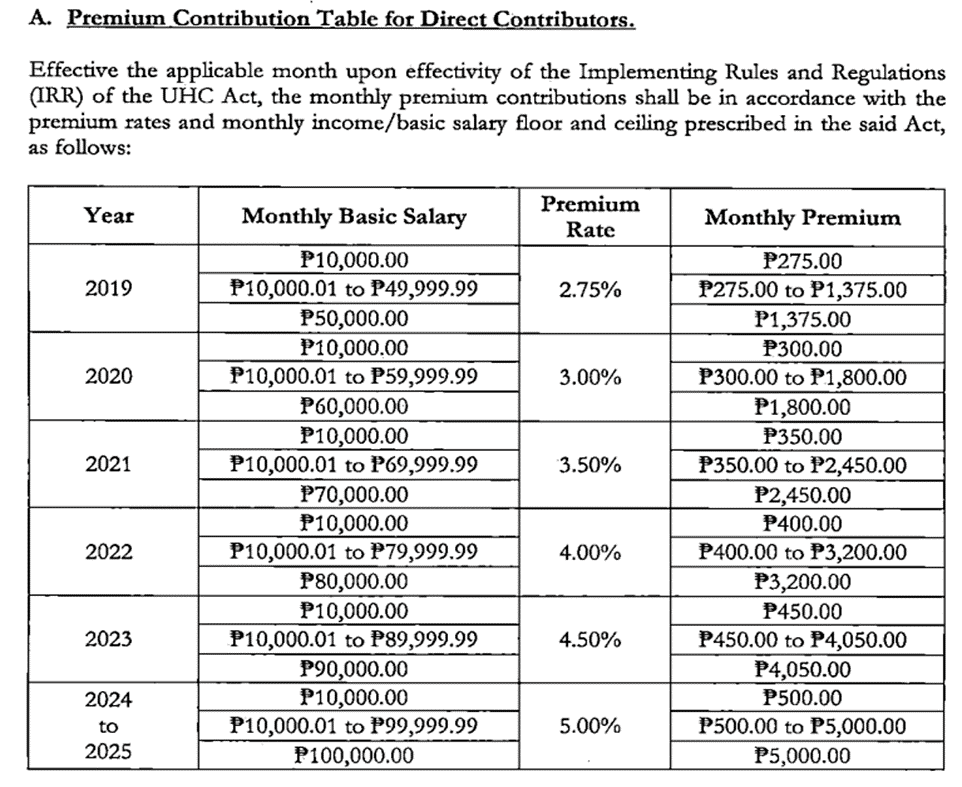 A. Premium Contribution Table for Direct Contributors.
Effective the applicable month upon effectivity of the Implementing Rules and Regulations
(IRR) of the UHC Act, the monthly premium contributions shall be in accordance with the
premium rates and monthly income/basic salary floor and ceiling prescribed in the said Act,
as follows:
Year Monthly Basic Salary Premium Rate Monthly Premium
2019 2.75%
₱10,000.00 ₱275.00
₱10,000.01 to ₱49,999.99 ₱275.00 to ₱1,375.00
₱50,000.00 ₱1,375.00
2020 3.00%
₱10,000.00 ₱300.00
₱10,000.01 to ₱59,999.99 ₱300.00 to ₱1,800.00
₱60,000.00 ₱1,800.00
2021 3.50%
₱10,000.00 ₱350.00
₱10,000.01 to ₱69,999.99 ₱350.00 to ₱2,450.00
₱70,000.00 ₱2,450.00
2022 4.00%
₱10,000.00 ₱400.00
₱10,000.01 to ₱79,999.99 ₱400.00 to ₱3,200.00
₱80,000.00 ₱3,200.00
2023 4.50%
₱10,000.00 ₱450.00
₱10,000.01 to ₱89,999.99 ₱450.00 to ₱4,050.00
₱90,000.00 ₱4,050.00
2024 to 2025 5.00%
₱10,000.00 ₱500.00
₱10,000.01 to ₱99,999.99 ₱500.00 to ₱5,000.00
₱100,000.00 ₱5,000.00